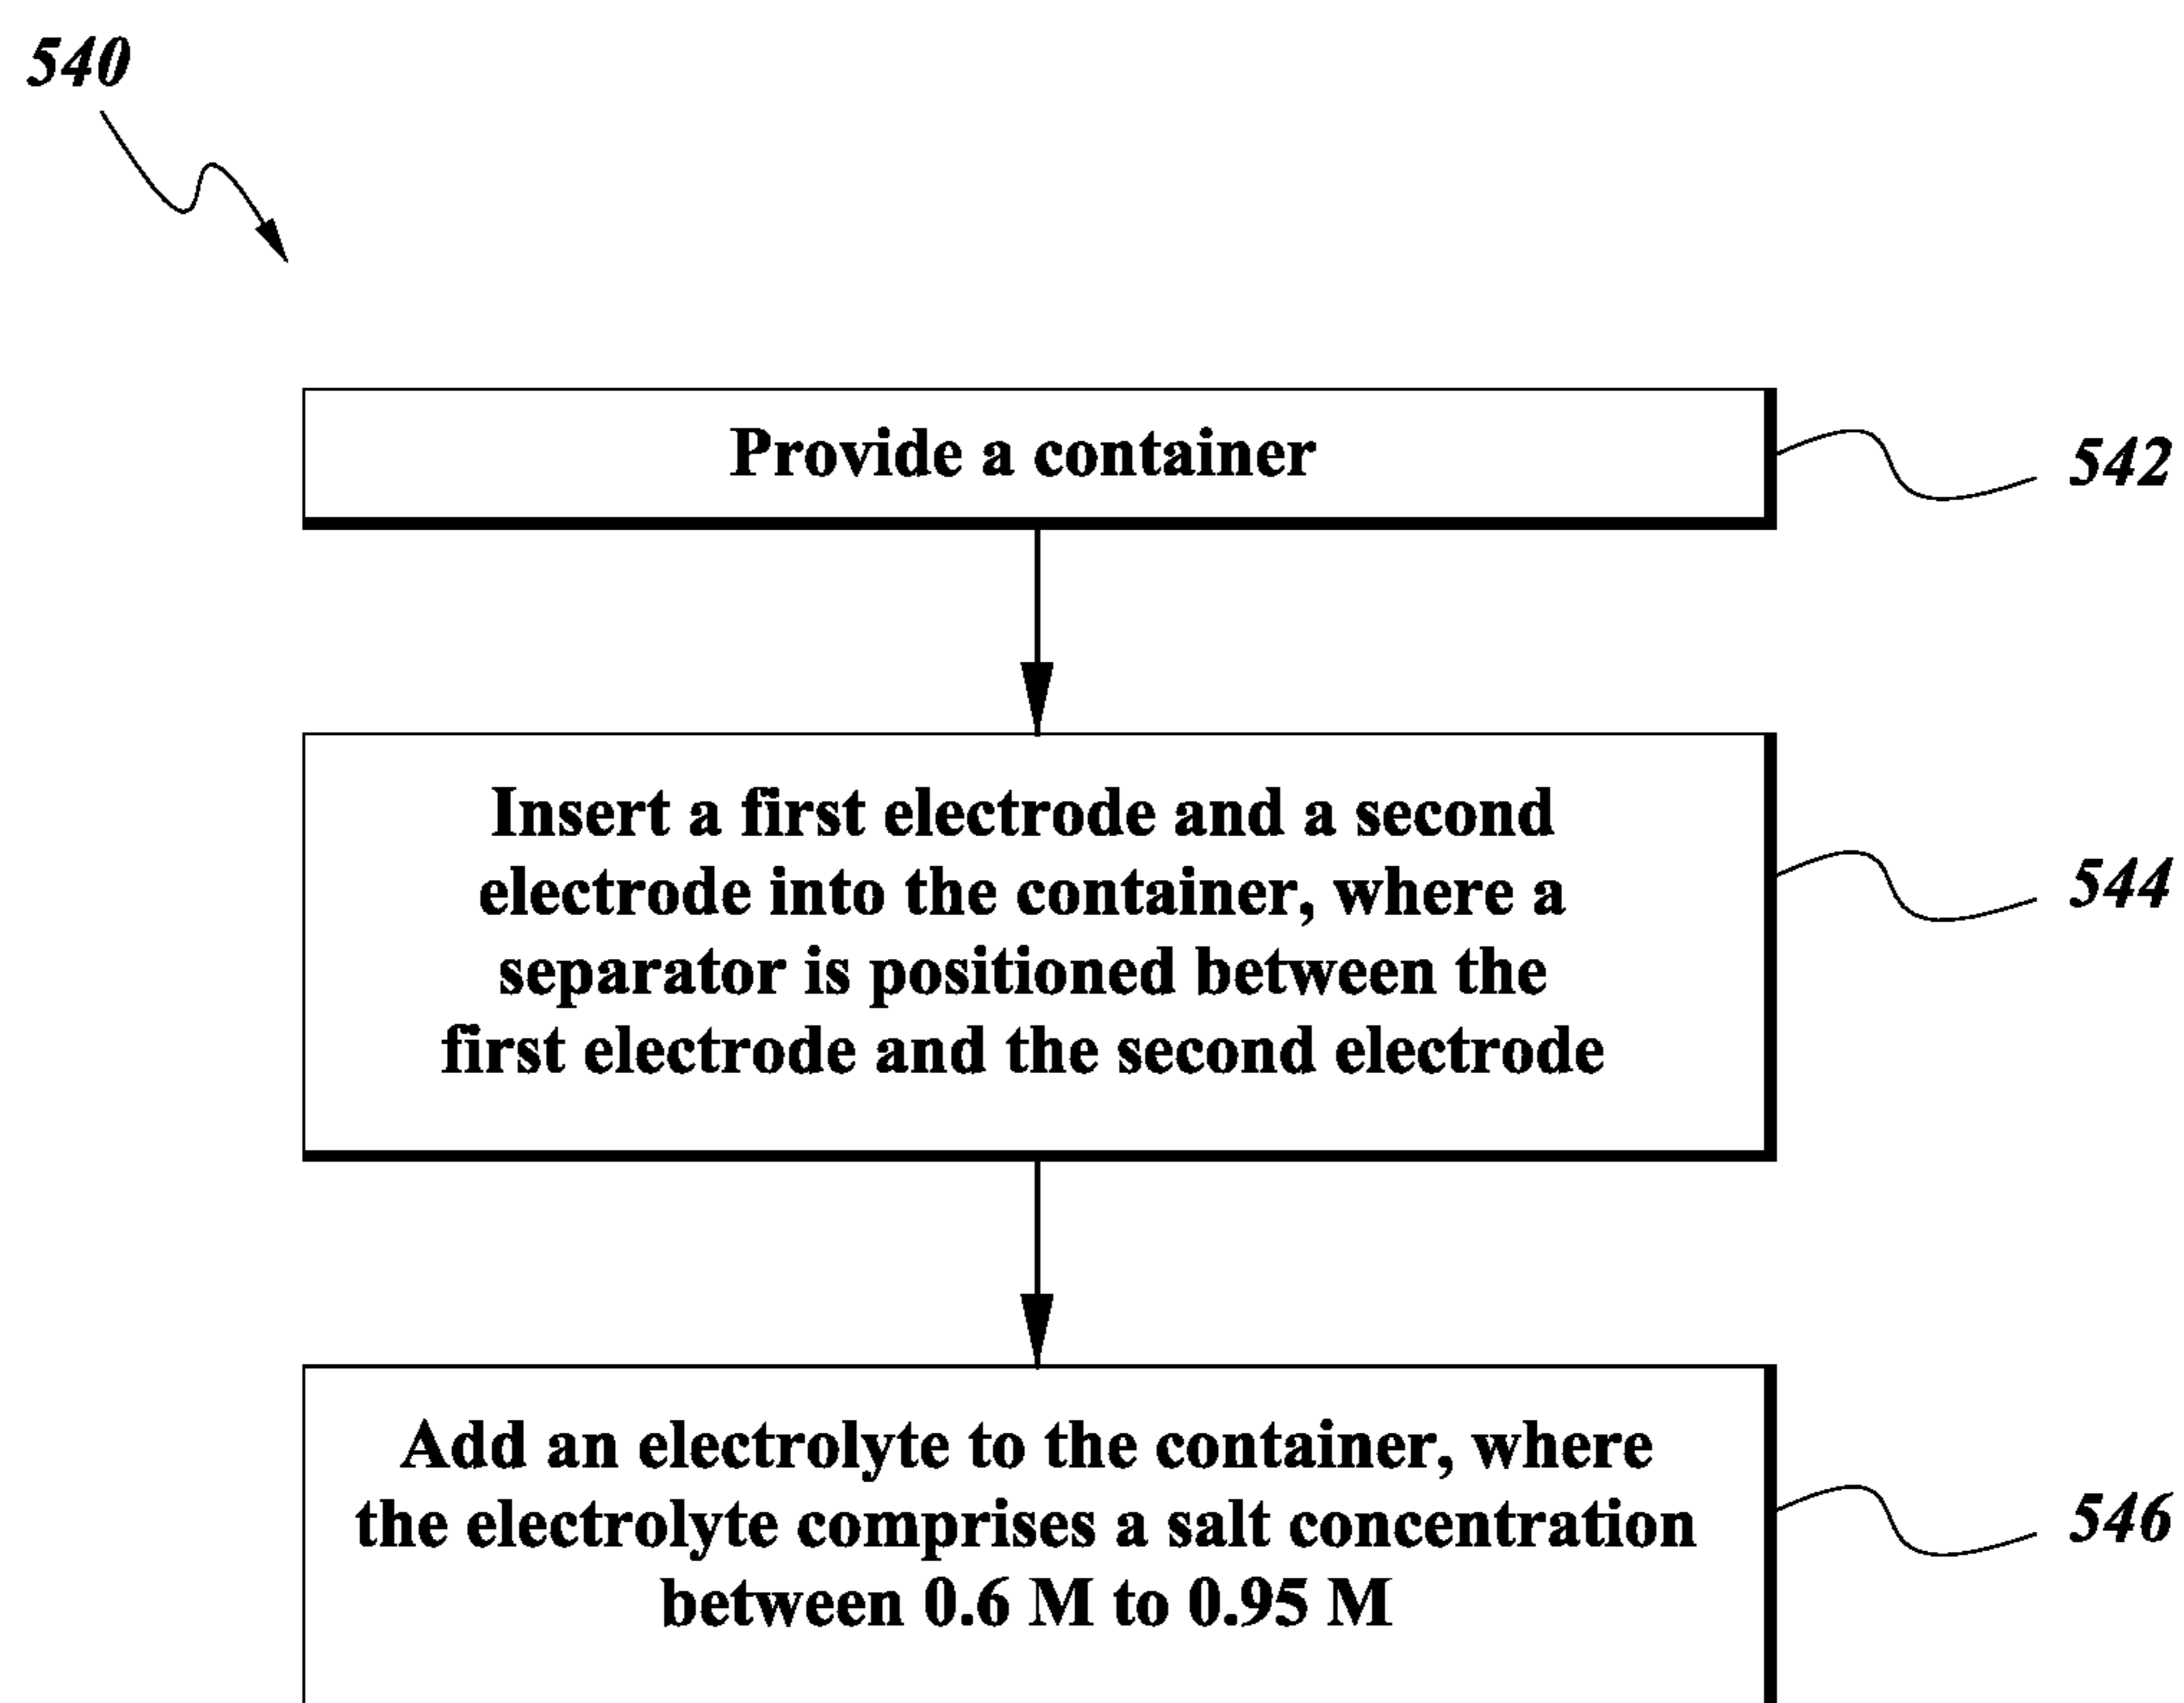 540
Provide a container
542
Insert a first electrode and a second
electrode into the container, where a
separator is positioned between the
first electrode and the second electrode
544
Add an electrolyte to the container, where
the electrolyte comprises a salt concentration
between 0.6 M to 0.95 M
546